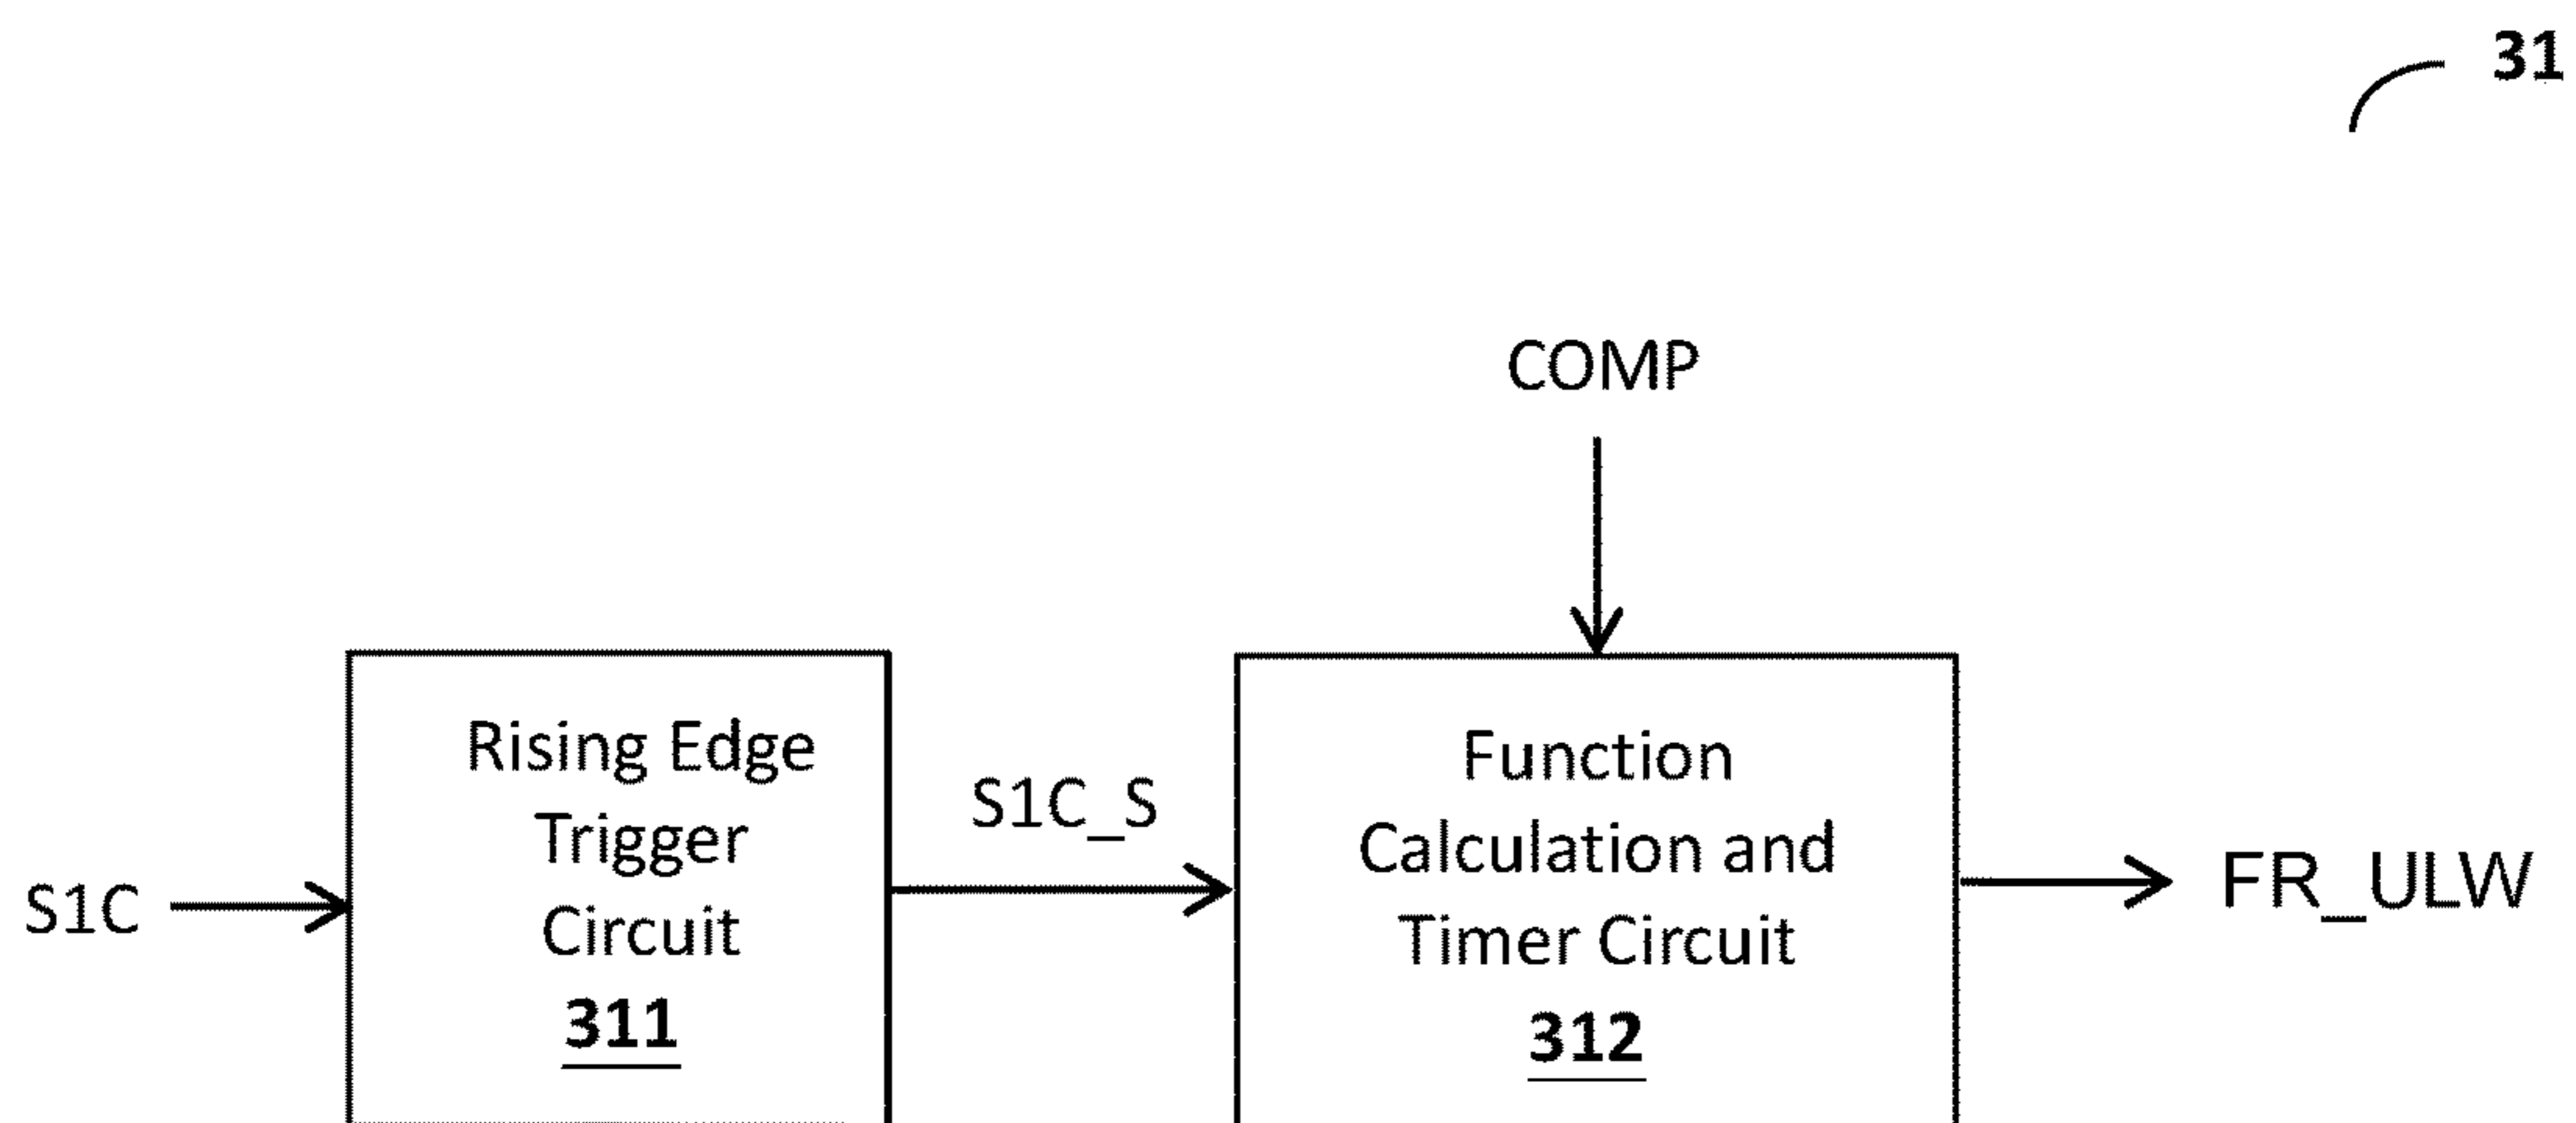 31
COMP
Rising Edge
Trigger
Circuit
311
S1C
S1C_S
Function
Calculation and
Timer Circuit
312
FR_ULW